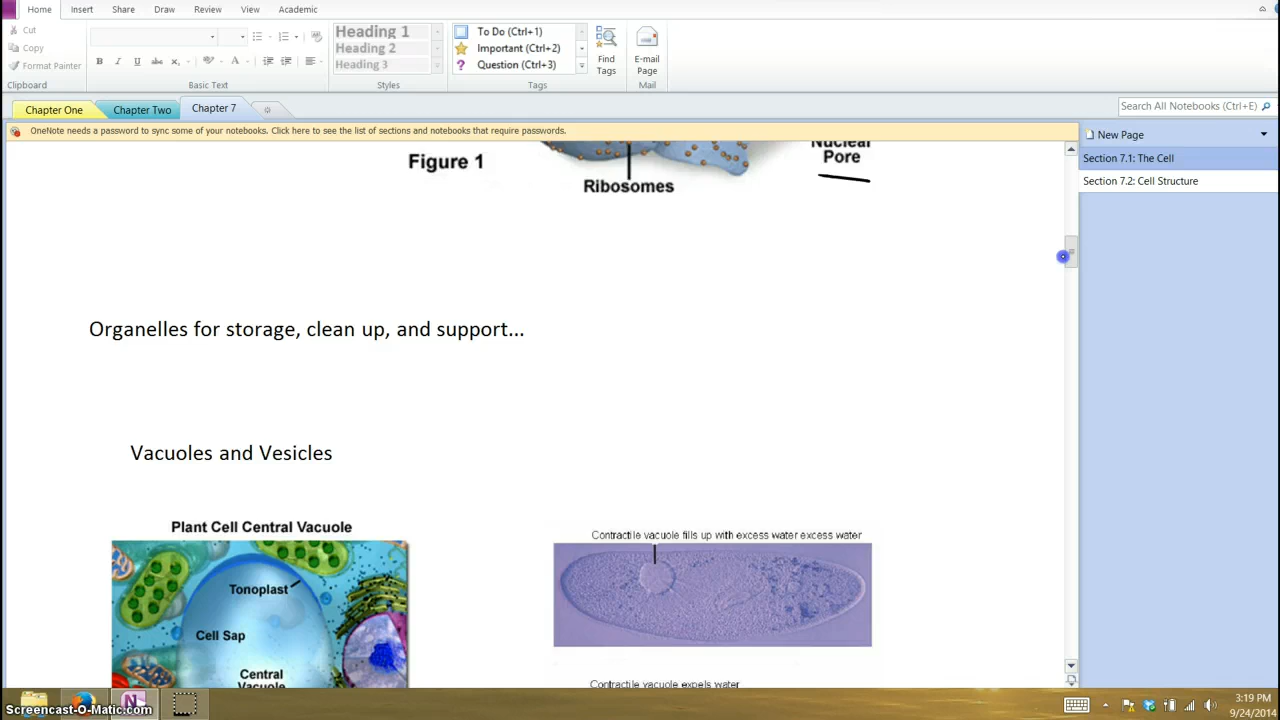 Home Insert Share Draw Review View Academic
Cut
Copy
Format Painter
Clipboard
B I U abc x₂ A
Basic Text
Heading 1
Heading 2
Heading 3
Styles
To Do (Ctrl+1)
Important (Ctrl+2)
Question (Ctrl+3)
Tags
Find
Tags
E-mail
Page
Mail
Chapter One Chapter Two Chapter 7
Search All Notebooks (Ctrl+E)
OneNote needs a password to sync some of your notebooks. Click here to see the list of sections and notebooks that require passwords.
New Page
Section 7.1: The Cell
Section 7.2: Cell Structure
Figure 1
Ribosomes
Nuclear
Pore
Organelles for storage, clean up, and support...
Vacuoles and Vesicles
Plant Cell Central Vacuole
Tonoplast
Cell Sap
Central
Vacuole
Contractile vacuole fills up with excess water excess water
Contractile vacuole expels water
Screencast-O-Matic.com
3:19 PM
9/24/2014